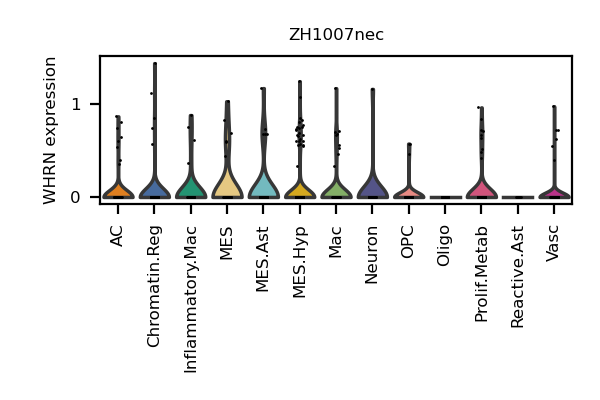 ZH1007nec
WHRN expression
1
0
AC
Chromatin.Reg
Inflammatory.Mac
MES
MES.Ast
MES.Hyp
Mac
Neuron
OPC
Oligo
Prolif.Metab
Reactive.Ast
Vasc